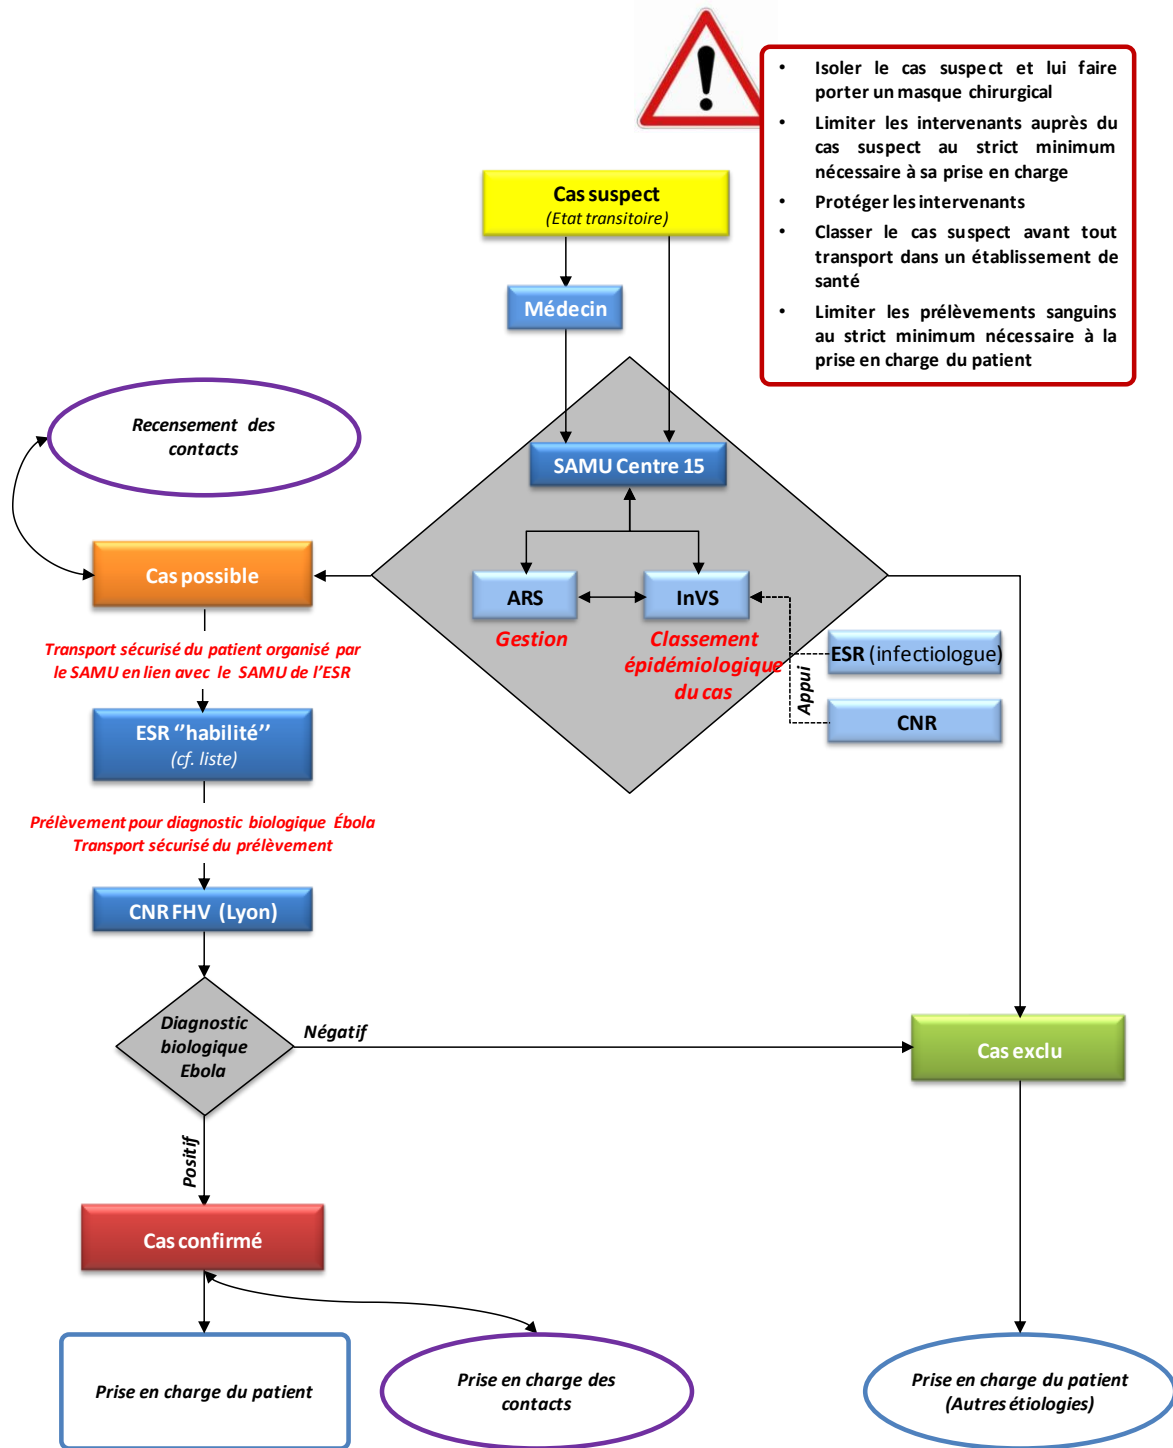 • Isoler le cas suspect et lui faire
porter un masque chirurgical
• Limiter les intervenants auprès du
cas suspect au strict minimum
nécessaire à sa prise en charge
• Protéger les intervenants
• Classer le cas suspect avant tout
transport dans un établissement de
santé
• Limiter les prélèvements sanguins
au strict minimum nécessaire à la
prise en charge du patient
Cas suspect
(Etat transitoire)
Médecin
Recensement des
contacts
SAMU Centre 15
Cas possible
ARS
InVS
Gestion
Classement
épidémiologique
du cas
Appui
ESR (infectiologue)
CNR
Transport sécurisé du patient organisé par
le SAMU en lien avec le SAMU de l’ESR
ESR ‘’habilité’’
(cf. liste)
Prélèvement pour diagnostic biologique Ébola
Transport sécurisé du prélèvement
CNR FHV (Lyon)
Diagnostic
biologique
Ebola
Négatif
Cas exclu
Positif
Cas confirmé
Prise en charge du patient
Prise en charge des
contacts
Prise en charge du patient
(Autres étiologies)